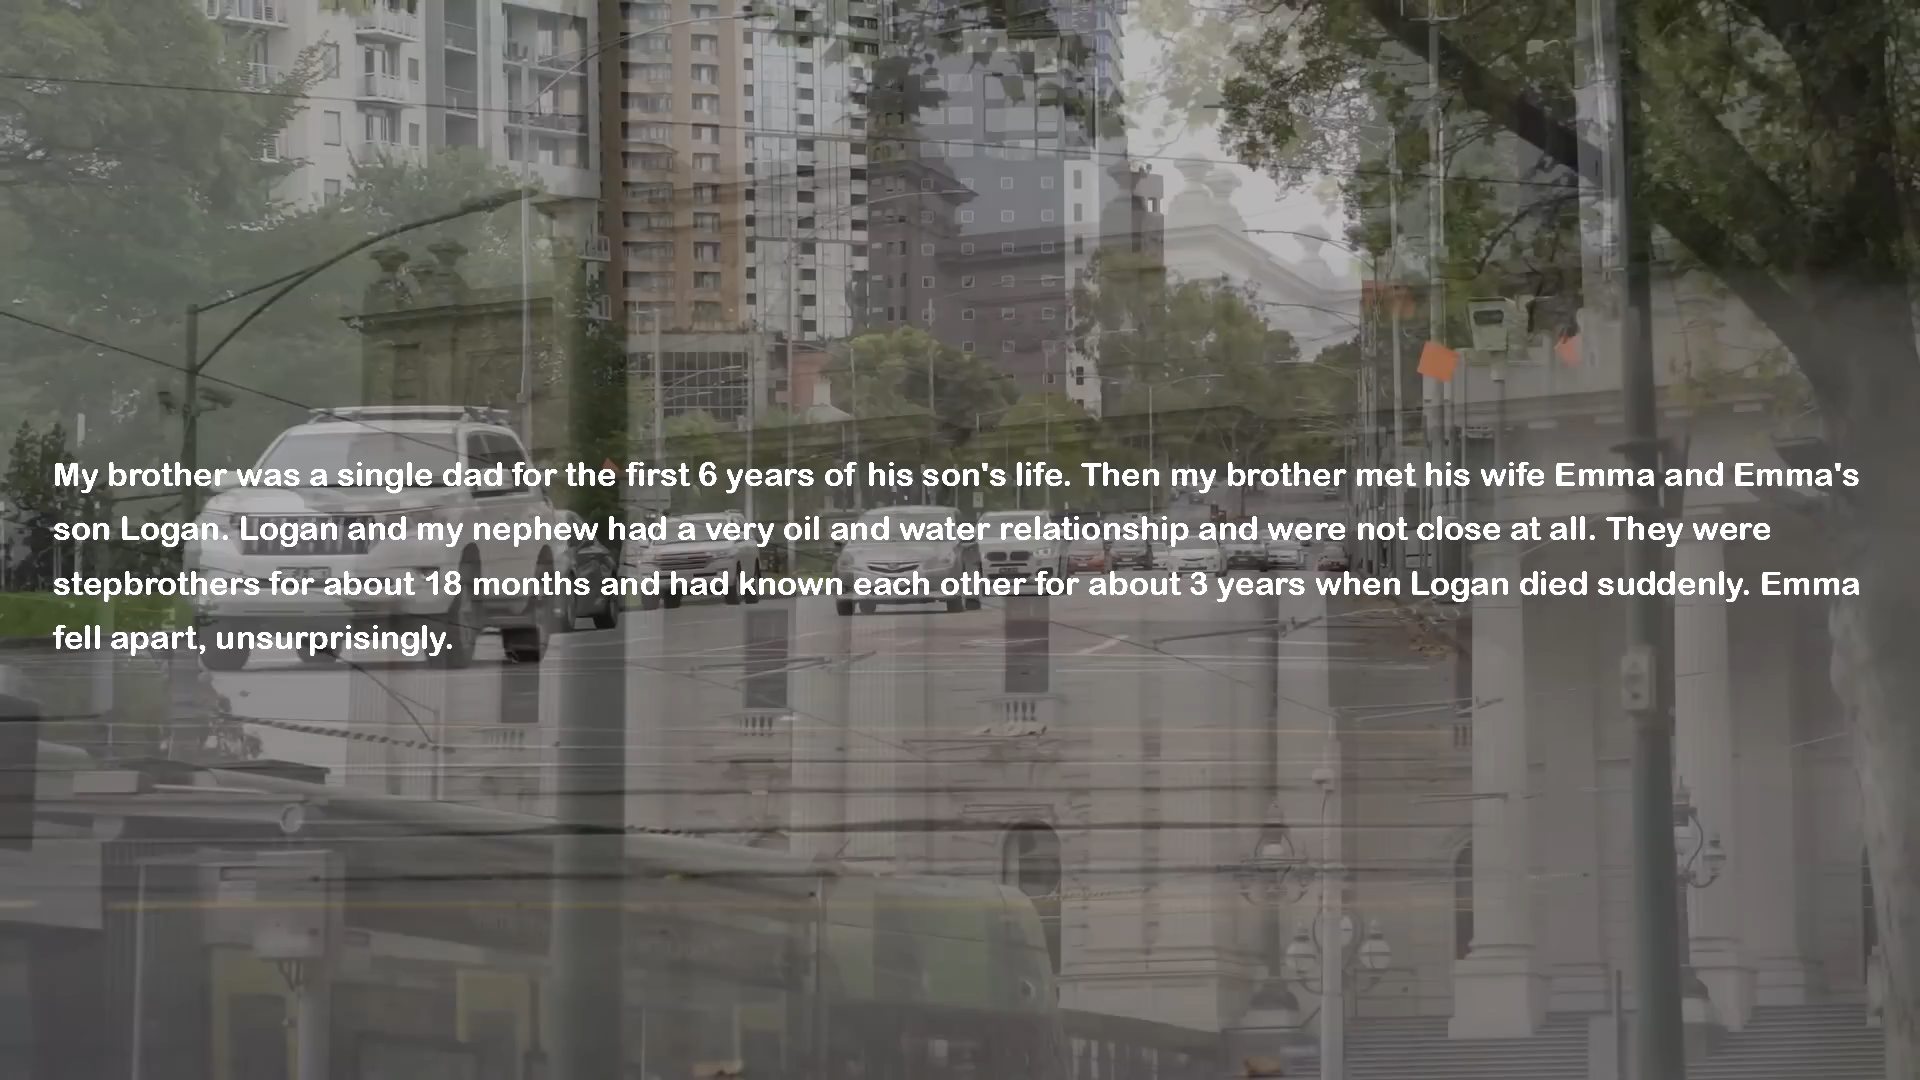 My brother was a single dad for the first 6 years of his son's life. Then my brother met his wife Emma and Emma's
son Logan. Logan and my nephew had a very oil and water relationship and were not close at all. They were
stepbrothers for about 18 months and had known each other for about 3 years when Logan died suddenly. Emma
fell apart, unsurprisingly.